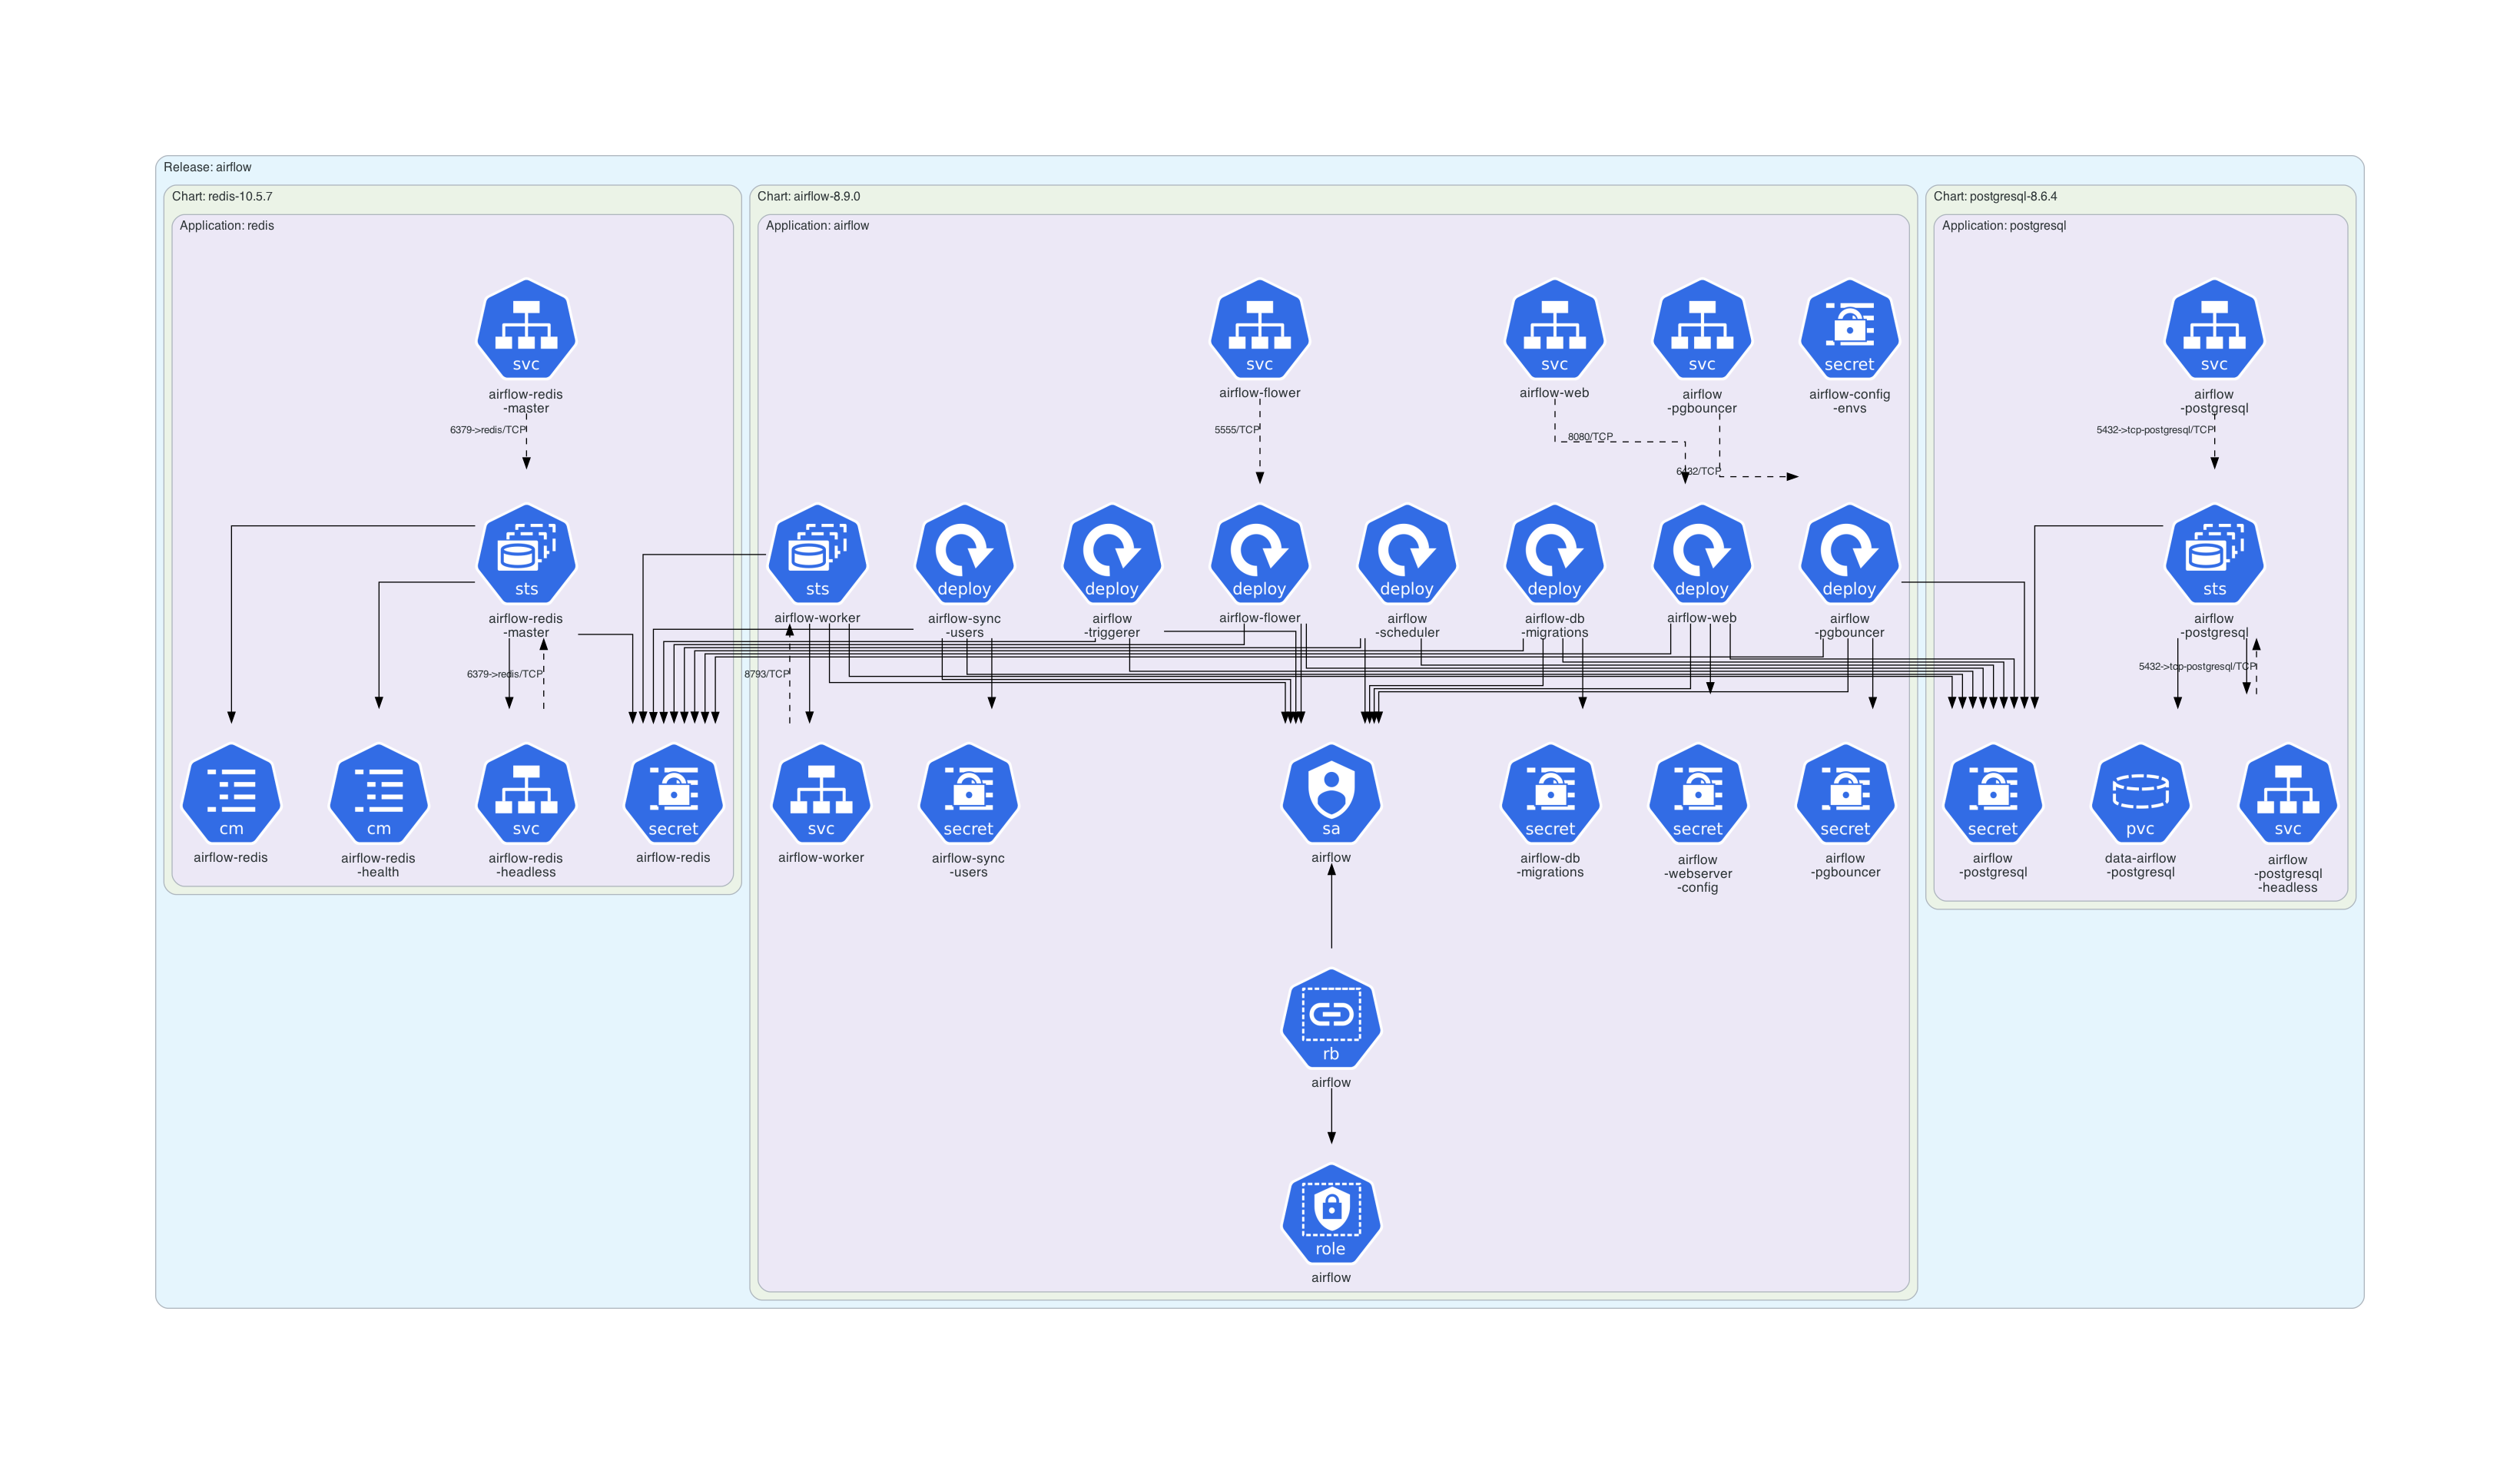 Release: airflow
Chart: redis-10.5.7
Chart: airflow-8.9.0
Chart: postgresql-8.6.4
Application: redis
Application: airflow
Application: postgresql
svc
airflow-redis
-master
svc
airflow-flower
svc
airflow-web
svc
airflow
-pgbouncer
secret
airflow-config
-envs
svc
airflow
-postgresql
6379->redis/TCP
5555/TCP
8080/TCP
6432/TCP
5432->tcp-postgresql/TCP
sts
airflow-redis
-master
sts
airflow-worker
deploy
airflow-sync
-users
deploy
airflow
-triggerer
deploy
airflow-flower
deploy
airflow
-scheduler
deploy
airflow-db
-migrations
deploy
airflow-web
deploy
airflow
-pgbouncer
sts
airflow
-postgresql
6379->redis/TCP
8793/TCP
5432->tcp-postgresql/TCP
cm
airflow-redis
cm
airflow-redis
-health
svc
airflow-redis
-headless
secret
airflow-redis
svc
airflow-worker
secret
airflow-sync
-users
sa
airflow
secret
airflow-db
-migrations
secret
airflow
-webserver
-config
secret
airflow
-pgbouncer
secret
airflow
-postgresql
pvc
data-airflow
-postgresql
svc
airflow
-postgresql
-headless
rb
airflow
role
airflow